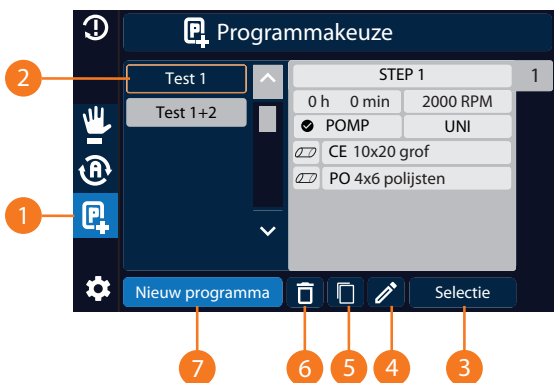 Programmakeuze
2 Test 1 STEP 1 1
Test 1+2 0 h 0 min 2000 RPM
POMP UNI
CE 10x20 grof
PO 4x6 polijsten
A
1 P
Nieuw programma Selectie
7 6 5 4 3